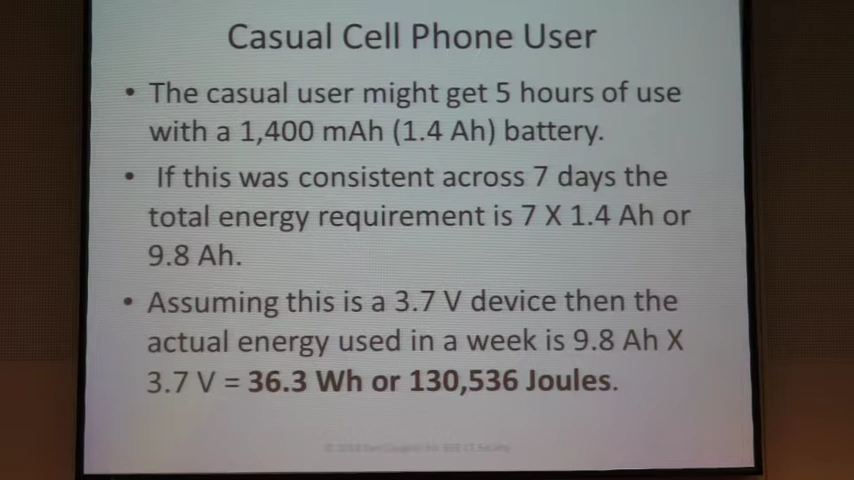 Casual Cell Phone User
• The casual user might get 5 hours of use
with a 1,400 mAh (1.4 Ah) battery.
• If this was consistent across 7 days the
total energy requirement is 7 X 1.4 Ah or
9.8 Ah.
• Assuming this is a 3.7 V device then the
actual energy used in a week is 9.8 Ah X
3.7 V = 36.3 Wh or 130,536 Joules.